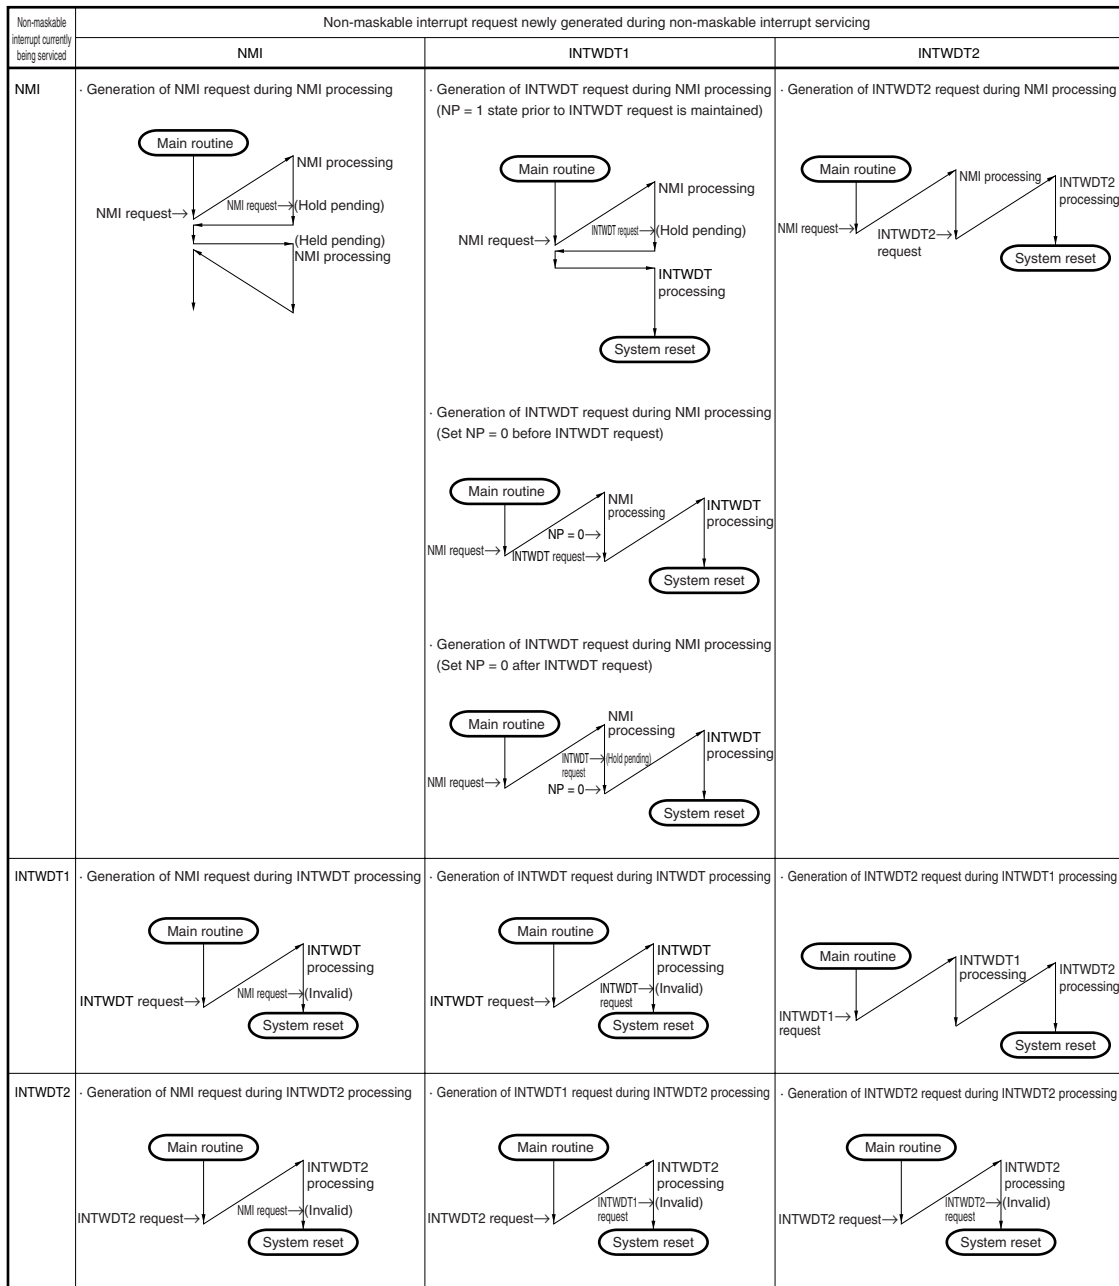 Non-maskable
interrupt currently
being serviced
Non-maskable interrupt request newly generated during non-maskable interrupt servicing
NMI
INTWDT1
INTWDT2
NMI
· Generation of NMI request during NMI processing
Main routine
NMI processing
NMI request→
NMI request→(Hold pending)
(Held pending)
NMI processing
· Generation of INTWDT request during NMI processing
(NP = 1 state prior to INTWDT request is maintained)
Main routine
NMI processing
NMI request→
INTWDT request→(Hold pending)
INTWDT
processing
System reset
· Generation of INTWDT request during NMI processing
(Set NP = 0 before INTWDT request)
Main routine
NMI
processing
INTWDT
processing
NP = 0→
NMI request→
INTWDT request→
System reset
· Generation of INTWDT request during NMI processing
(Set NP = 0 after INTWDT request)
Main routine
NMI
processing
INTWDT
processing
INTWDT→(Hold pending)
request
NMI request→
NP = 0→
System reset
· Generation of INTWDT2 request during NMI processing
Main routine
NMI processing
INTWDT2
processing
NMI request→
INTWDT2→
request
System reset
INTWDT1
· Generation of NMI request during INTWDT processing
Main routine
INTWDT
processing
INTWDT request→
NMI request→(Invalid)
System reset
· Generation of INTWDT request during INTWDT processing
Main routine
INTWDT
processing
INTWDT request→
INTWDT→(Invalid)
request
System reset
· Generation of INTWDT2 request during INTWDT1 processing
Main routine
INTWDT1
processing
INTWDT2
processing
INTWDT1→
request
System reset
INTWDT2
· Generation of NMI request during INTWDT2 processing
Main routine
INTWDT2
processing
INTWDT2 request→
NMI request→(Invalid)
System reset
· Generation of INTWDT1 request during INTWDT2 processing
Main routine
INTWDT2
processing
INTWDT2 request→
INTWDT1→(Invalid)
request
System reset
· Generation of INTWDT2 request during INTWDT2 processing
Main routine
INTWDT2
processing
INTWDT2 request→
INTWDT2→(Invalid)
request
System reset